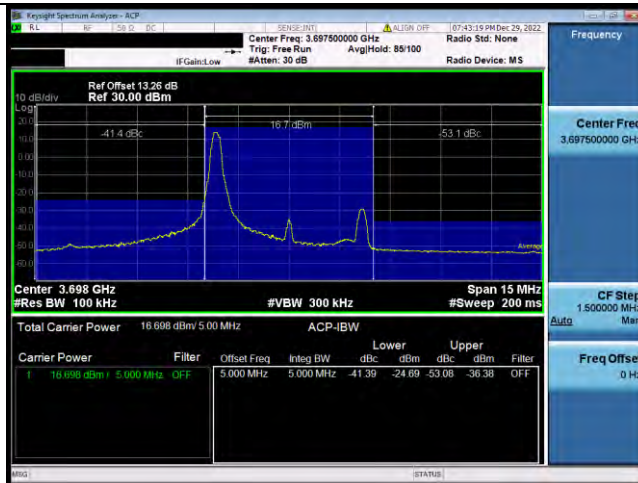 Keysight Spectrum Analyzer - ACP
RL RF 50 Ω DC SENSE:INT ALIGN OFF 07:43:19 PM Dec 29, 2022
Center Freq: 3.697500000 GHz Radio Std: None
Trig: Free Run Avg|Hold: 85/100
IFGain:Low #Atten: 30 dB Radio Device: MS
Frequency
Ref Offset 13.26 dB
10 dB/div Ref 30.00 dBm
Log
20.0
10.0
0.00
-10.0
-20.0
-30.0
-40.0
-50.0
-60.0
-41.4 dBc 16.7 dBm -53.1 dBc
Average
Center 3.698 GHz Span 15 MHz
#Res BW 100 kHz #VBW 300 kHz #Sweep 200 ms
Total Carrier Power 16.698 dBm/ 5.00 MHz ACP-IBW
Lower Upper
Carrier Power Filter Offset Freq Integ BW dBc dBm dBc dBm Filter
1 16.698 dBm / 5.000 MHz OFF 5.000 MHz 5.000 MHz -41.39 -24.69 -53.08 -36.38 OFF
Center Freq
3.697500000 GHz
CF Step
1.500000 MHz
Auto Man
Freq Offset
0 Hz
MSG STATUS